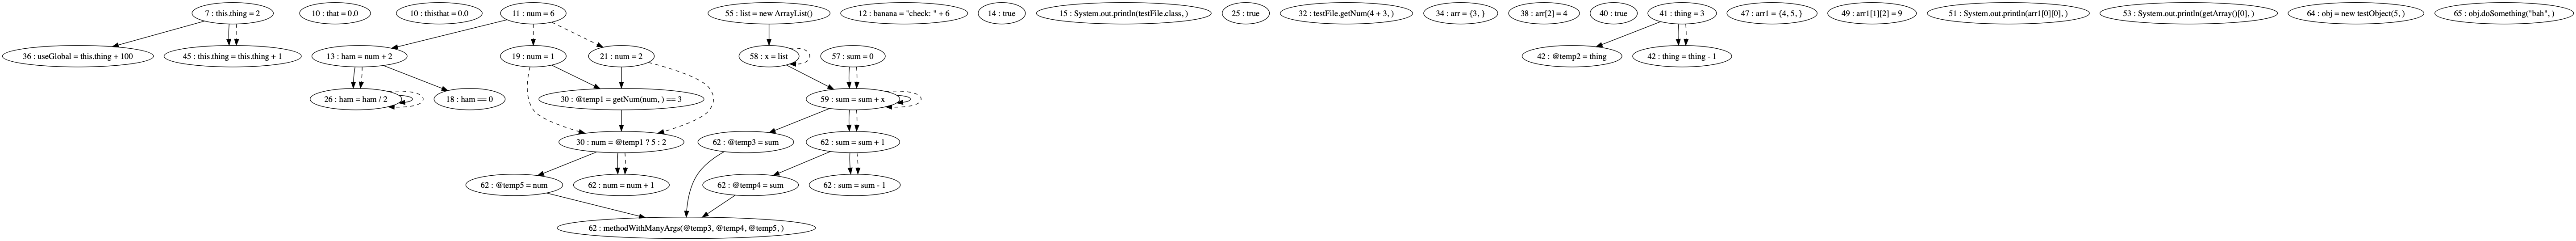 7 : this.thing = 2
10 : that = 0.0
10 : thisthat = 0.0
11 : num = 6
55 : list = new ArrayList()
12 : banana = "check: " + 6
14 : true
15 : System.out.println(testFile.class, )
25 : true
32 : testFile.getNum(4 + 3, )
34 : arr = {3, }
38 : arr[2] = 4
40 : true
41 : thing = 3
47 : arr1 = {4, 5, }
49 : arr1[1][2] = 9
51 : System.out.println(arr1[0][0], )
53 : System.out.println(getArray()[0], )
64 : obj = new testObject(5, )
65 : obj.doSomething("bah", )
36 : useGlobal = this.thing + 100
45 : this.thing = this.thing + 1
13 : ham = num + 2
19 : num = 1
21 : num = 2
58 : x = list
57 : sum = 0
42 : @temp2 = thing
42 : thing = thing - 1
26 : ham = ham / 2
18 : ham == 0
30 : @temp1 = getNum(num, ) == 3
59 : sum = sum + x
30 : num = @temp1 ? 5 : 2
62 : @temp3 = sum
62 : sum = sum + 1
62 : @temp5 = num
62 : num = num + 1
62 : @temp4 = sum
62 : sum = sum - 1
62 : methodWithManyArgs(@temp3, @temp4, @temp5, )